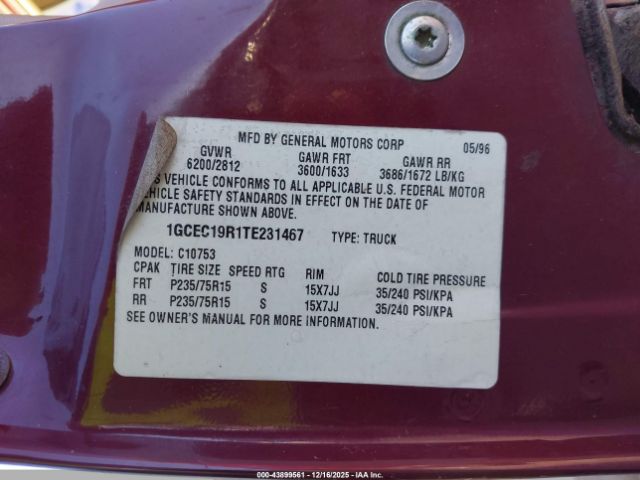 MFD BY GENERAL MOTORS CORP 05/96
GVWR GAWR FRT GAWR RR
6200/2812 3600/1633 3686/1672 LB/KG
VEHICLE CONFORMS TO ALL APPLICABLE U.S. FEDERAL MOTOR
VEHICLE SAFETY STANDARDS IN EFFECT ON THE DATE OF
MANUFACTURE SHOWN ABOVE.
1GCEC19R1TE231467 TYPE: TRUCK
MODEL: C10753
CPAK TIRE SIZE SPEED RTG RIM COLD TIRE PRESSURE
FRT P235/75R15 S 15X7JJ 35/240 PSI/KPA
RR P235/75R15 S 15X7JJ 35/240 PSI/KPA
SEE OWNER'S MANUAL FOR MORE INFORMATION.
000-43899561 - 12/16/2025 - IAA Inc.